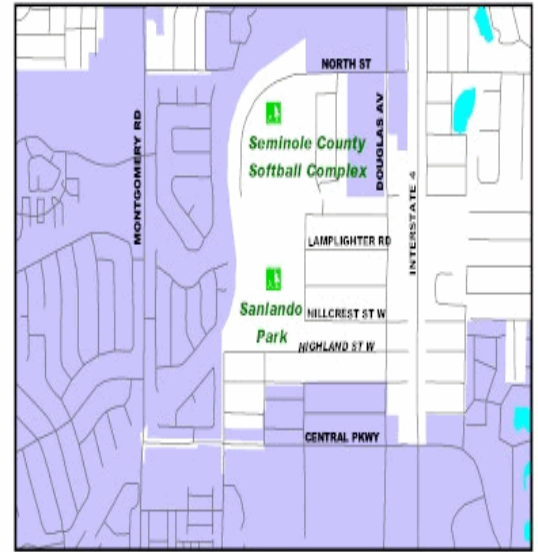 NORTH ST
MONTGOMERY RD
DOUGLAS AV
Seminole County
Softball Complex
INTERSTATE 4
LAMPLIGHTER RD
Sanlando
Park
HILLCREST ST W
HIGHLAND ST W
CENTRAL PKWY